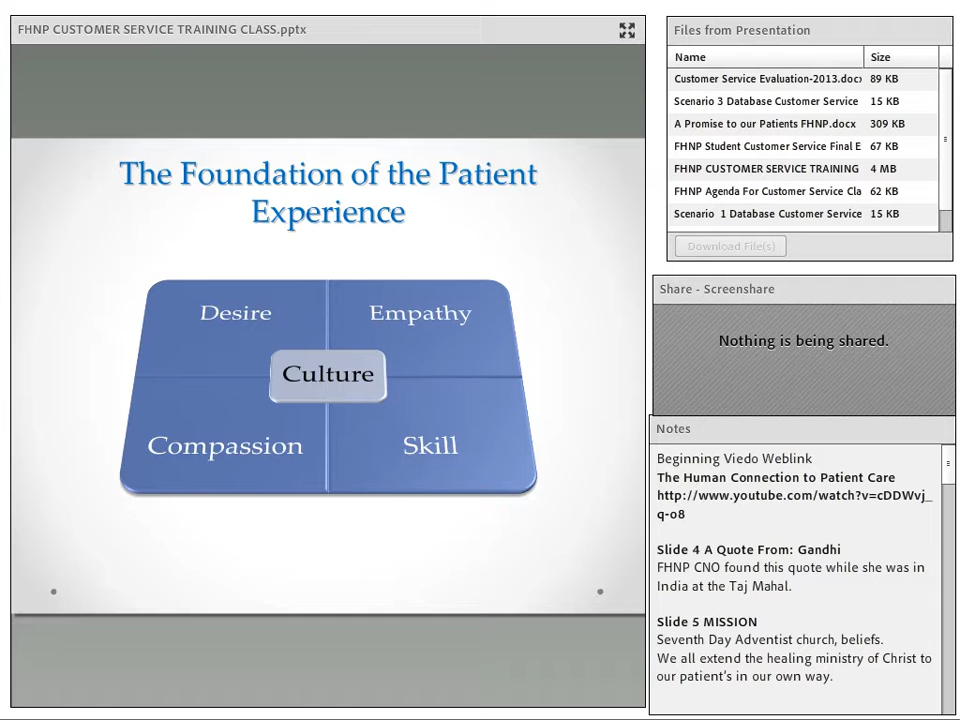 FHNP CUSTOMER SERVICE TRAINING CLASS.pptx
The Foundation of the Patient
Experience
Desire
Empathy
Culture
Compassion
Skill
Files from Presentation
Name Size
Customer Service Evaluation-2013.docx 89 KB
Scenario 3 Database Customer Service 15 KB
A Promise to our Patients FHNP.docx 309 KB
FHNP Student Customer Service Final E 67 KB
FHNP CUSTOMER SERVICE TRAINING 4 MB
FHNP Agenda For Customer Service Cla 62 KB
Scenario 1 Database Customer Service 15 KB
Download File(s)
Share - Screenshare
Nothing is being shared.
Notes
Beginning Viedo Weblink
The Human Connection to Patient Care
http://www.youtube.com/watch?v=cDDWvj_
q-o8
Slide 4 A Quote From: Gandhi
FHNP CNO found this quote while she was in
India at the Taj Mahal.
Slide 5 MISSION
Seventh Day Adventist church, beliefs.
We all extend the healing ministry of Christ to
our patient's in our own way.